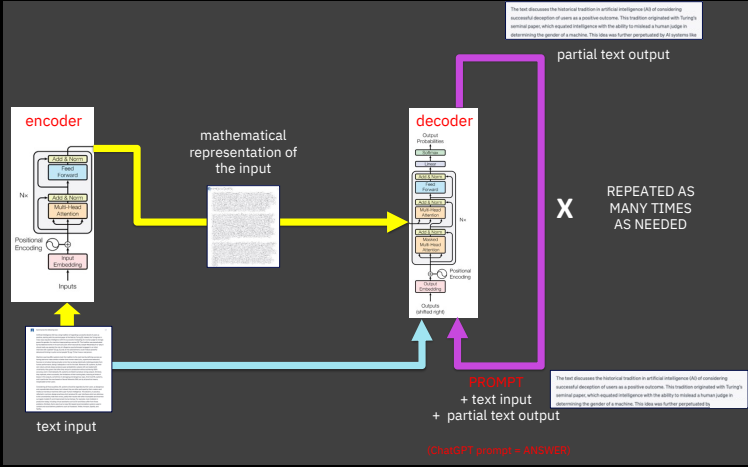 The text discusses the historical tradition in artificial intelligence (AI) of considering
successful deception of users as a positive outcome. This tradition originated with Turing's
seminal paper, which equated intelligence with the ability to mislead a human judge in
determining the gender of a machine. This idea was further perpetuated by AI systems like
partial text output
encoder
Add & Norm
Feed
Forward
N×
Add & Norm
Multi-Head
Attention
Positional
Encoding
Input
Embedding
Inputs
text input
mathematical
representation of
the input
decoder
Output
Probabilities
Softmax
Linear
Add & Norm
Feed
Forward
Add & Norm
Multi-Head
Attention
N×
Add & Norm
Masked
Multi-Head
Attention
Positional
Encoding
Output
Embedding
Outputs
(shifted right)
X
REPEATED AS
MANY TIMES
AS NEEDED
PROMPT
+ text input
+ partial text output
(ChatGPT prompt = ANSWER)
The text discusses the historical tradition in artificial intelligence (AI) of considering
successful deception of users as a positive outcome. This tradition originated with Turing's
seminal paper, which equated intelligence with the ability to mislead a human judge in
determining the gender of a machine. This idea was further perpetuated by